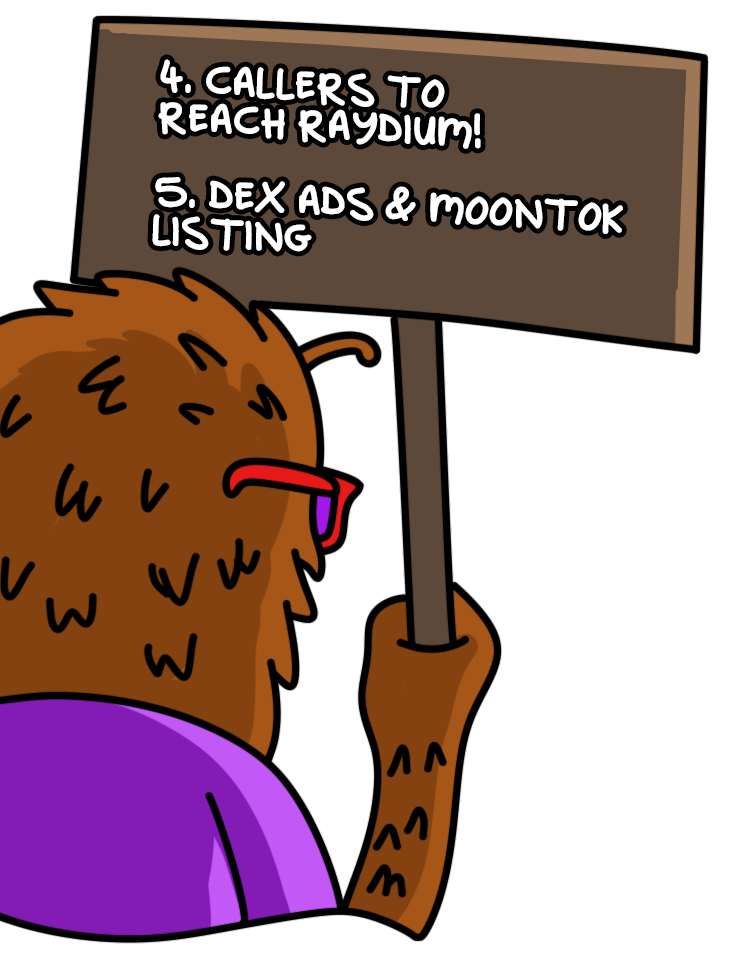 4. CALLERS TO
REACH RAYDIUM!
5. DEX ADS & MOONTOK
LISTING